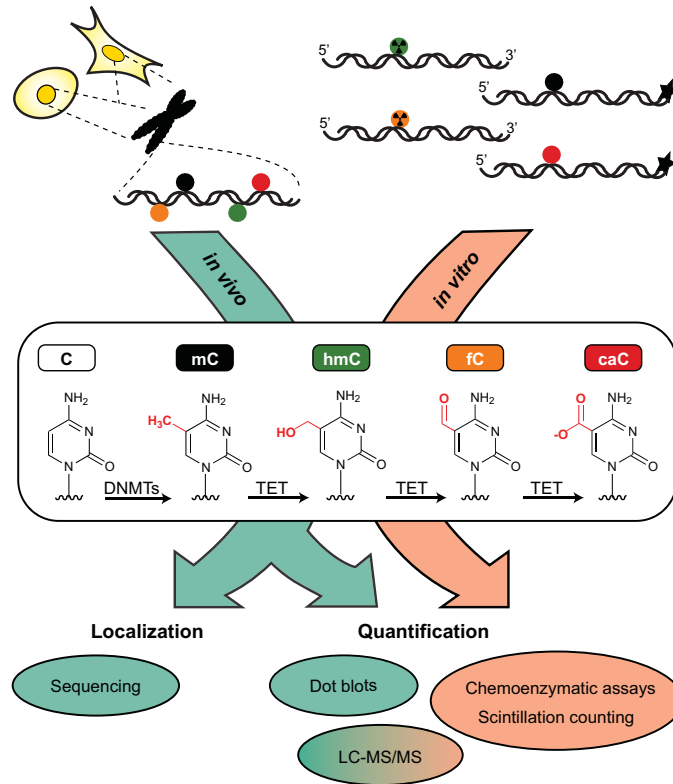 5’ 3’
5’
5’ 3’
5’
in vivo
in vitro
C mC hmC fC caC
NH2 H3C NH2 HO NH2 O NH2 O NH2
-O
N N N N N
N O N O N O N O N O
DNMTs TET TET TET
Localization Quantification
Sequencing
Dot blots
Chemoenzymatic assays
Scintillation counting
LC-MS/MS